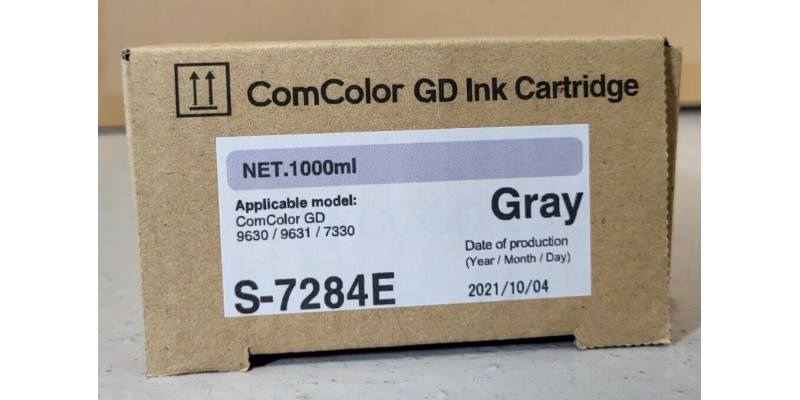 ComColor GD Ink Cartridge
NET.1000ml
Applicable model:
ComColor GD
9630 / 9631 / 7330
Gray
Date of production
(Year / Month / Day)
S-7284E
2021/10/04